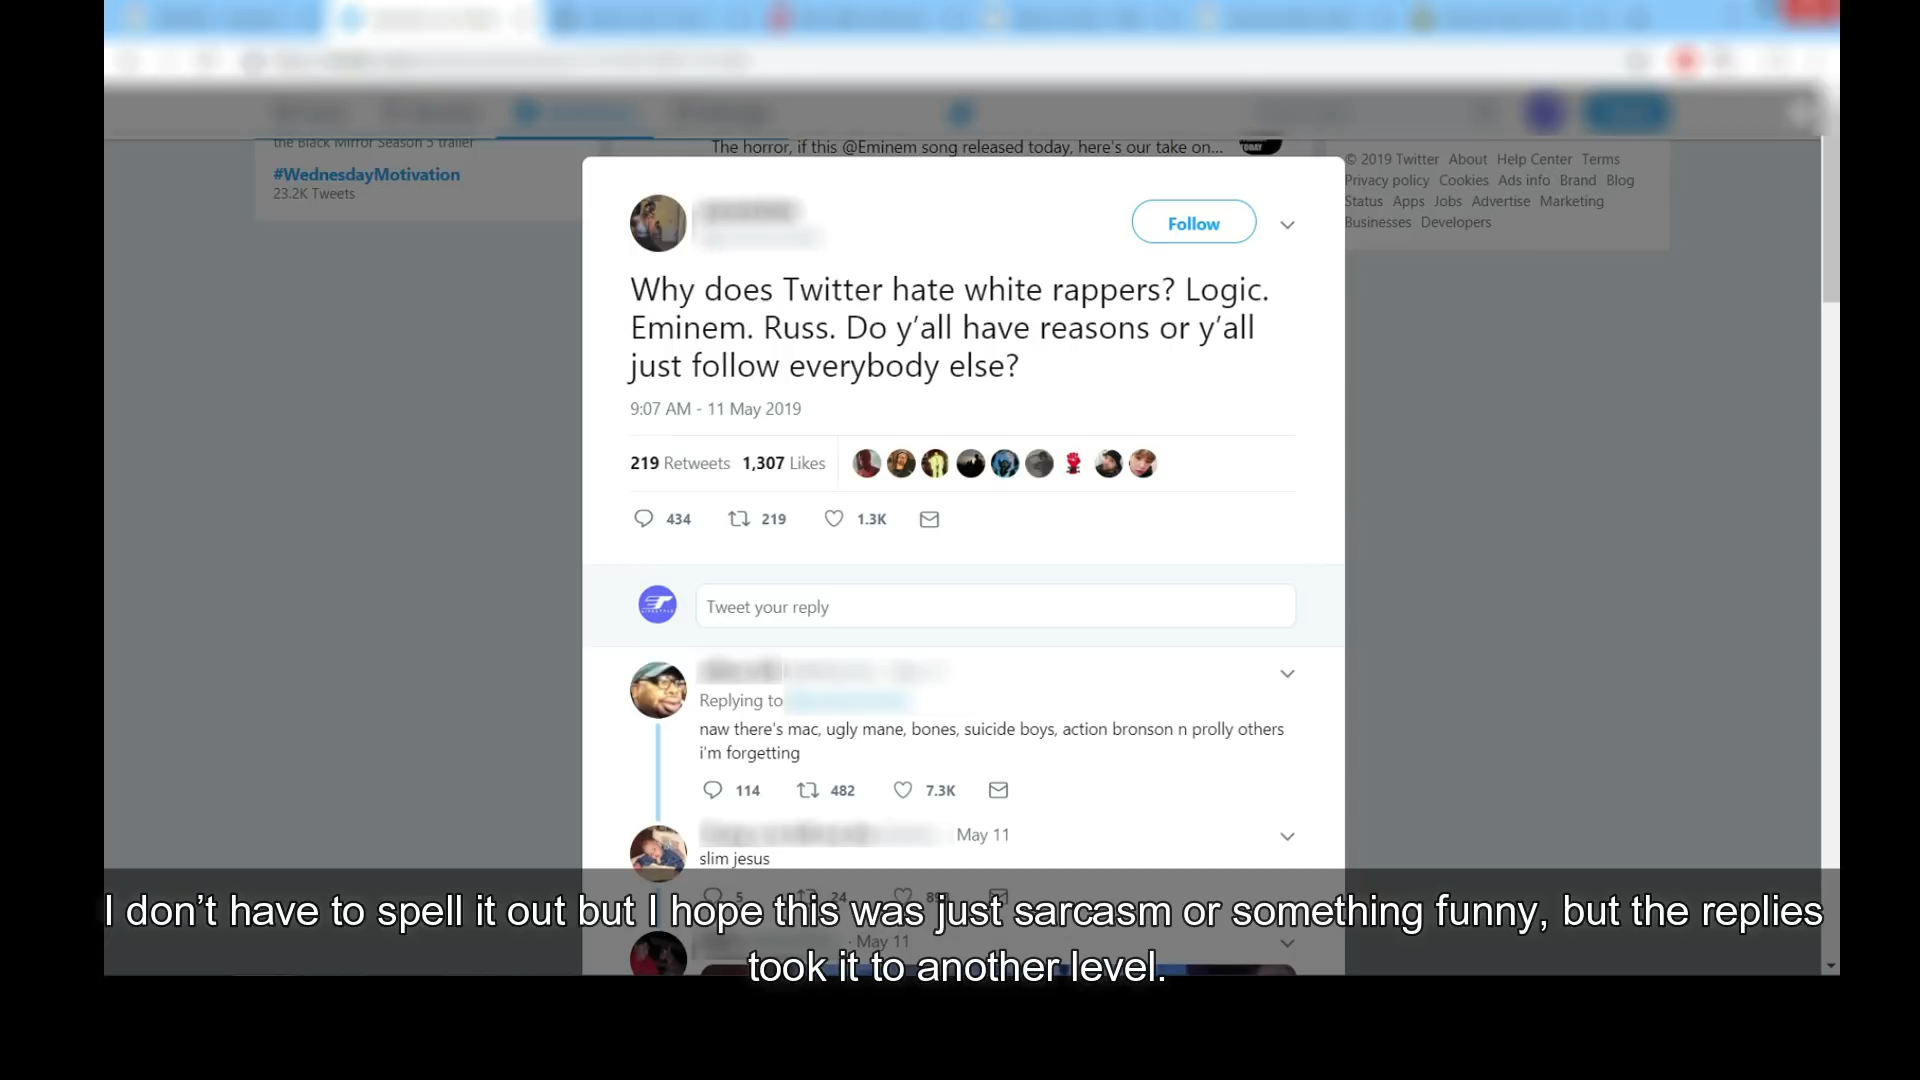 the Black Mirror Season 5 trailer
#WednesdayMotivation
23.2K Tweets
The horror, if this @Eminem song released today, here's our take on...
TODAY
© 2019 Twitter About Help Center Terms
Privacy policy Cookies Ads info Brand Blog
Status Apps Jobs Advertise Marketing
Businesses Developers
Follow
Why does Twitter hate white rappers? Logic.
Eminem. Russ. Do y’all have reasons or y’all
just follow everybody else?
9:07 AM - 11 May 2019
219 Retweets 1,307 Likes
434 219 1.3K
Tweet your reply
Replying to
naw there's mac, ugly mane, bones, suicide boys, action bronson n prolly others
i'm forgetting
114 482 7.3K
May 11
slim jesus
5 24
· May 11
I don’t have to spell it out but I hope this was just sarcasm or something funny, but the replies
took it to another level.